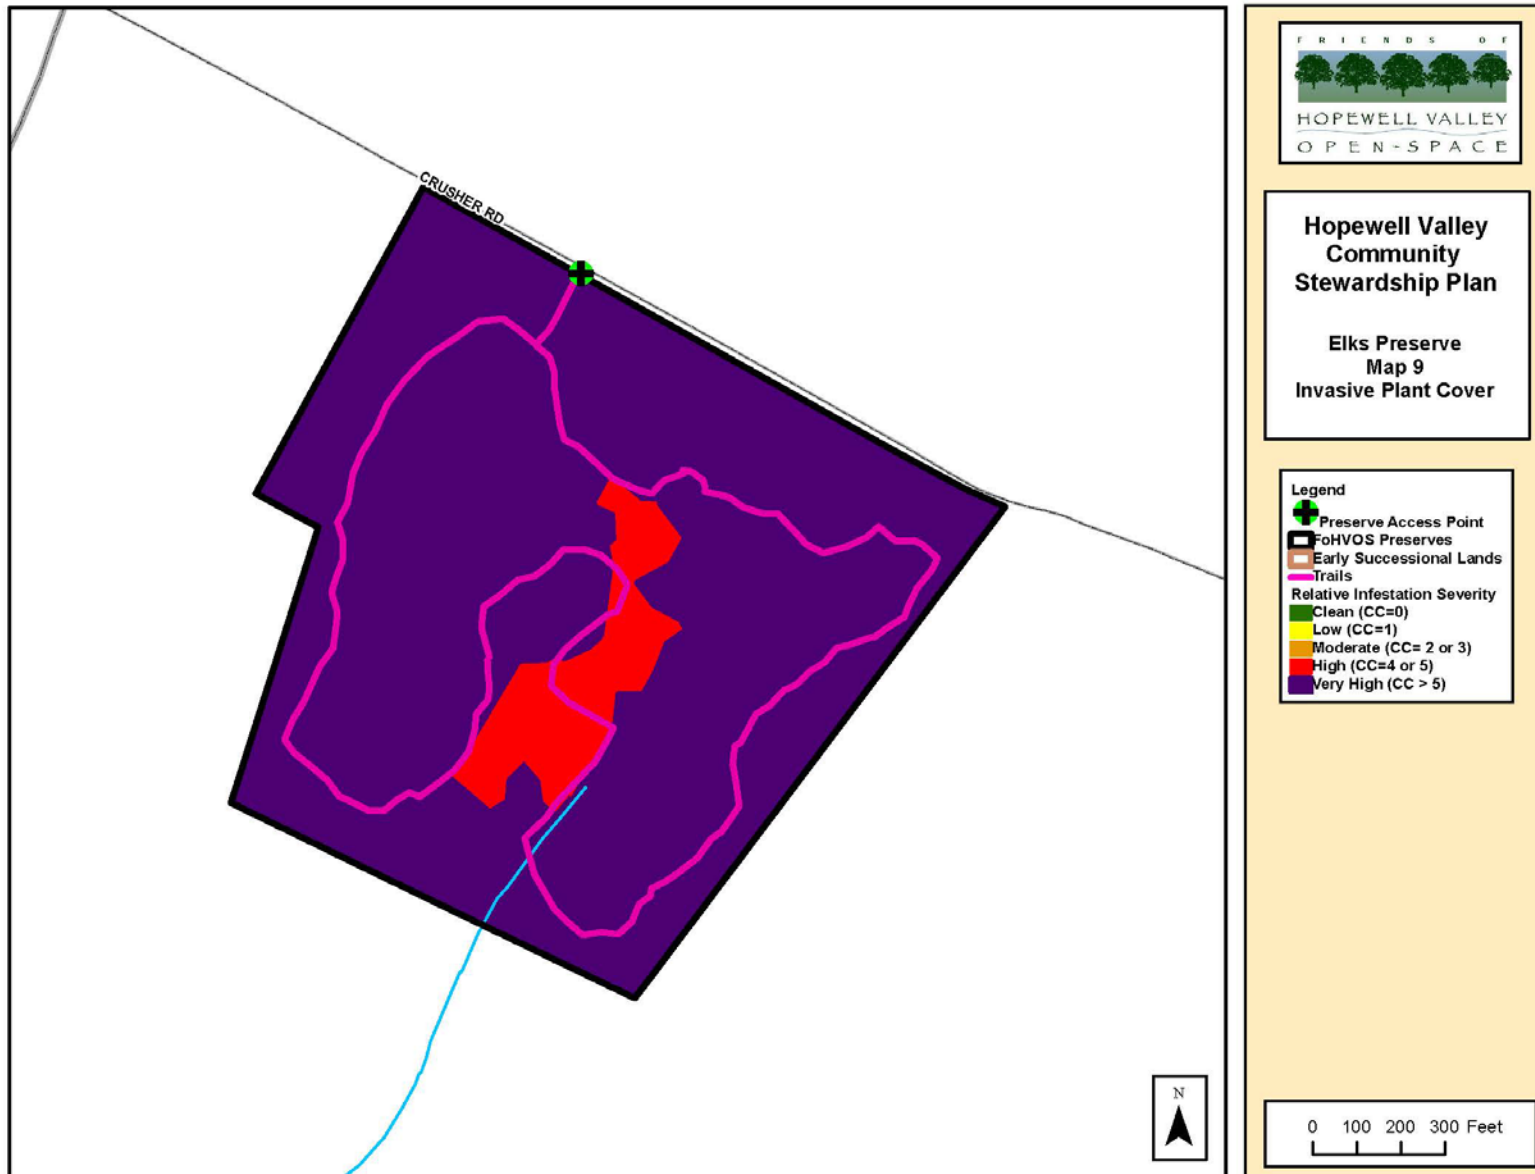 CRUSHER RD
N
FRIENDS OF
HOPEWELL VALLEY
OPEN-SPACE
Hopewell Valley
Community
Stewardship Plan
Elks Preserve
Map 9
Invasive Plant Cover
Legend
Preserve Access Point
FoHVOS Preserves
Early Successional Lands
Trails
Relative Infestation Severity
Clean (CC=0)
Low (CC=1)
Moderate (CC= 2 or 3)
High (CC=4 or 5)
Very High (CC > 5)
0 100 200 300 Feet